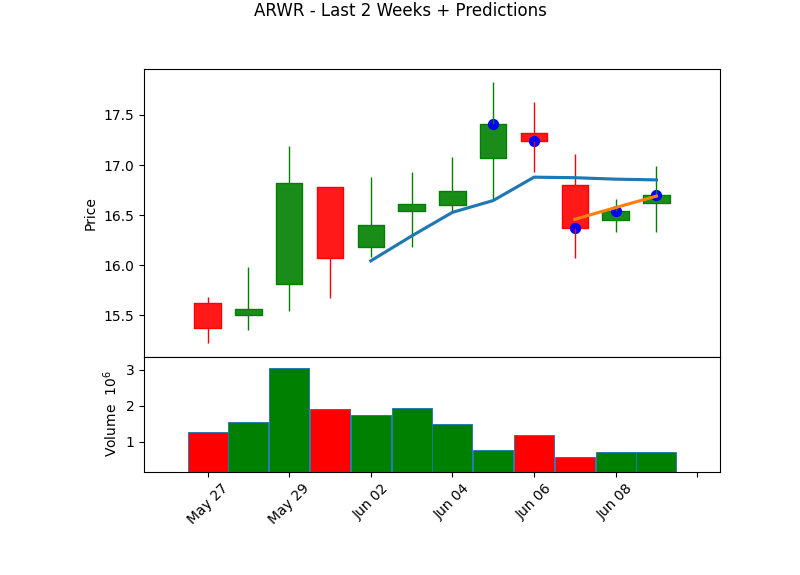 ARWR - Last 2 Weeks + Predictions
Price
17.5
17.0
16.5
16.0
15.5
Volume 10^6
3
2
1
May 27
May 29
Jun 02
Jun 04
Jun 06
Jun 08